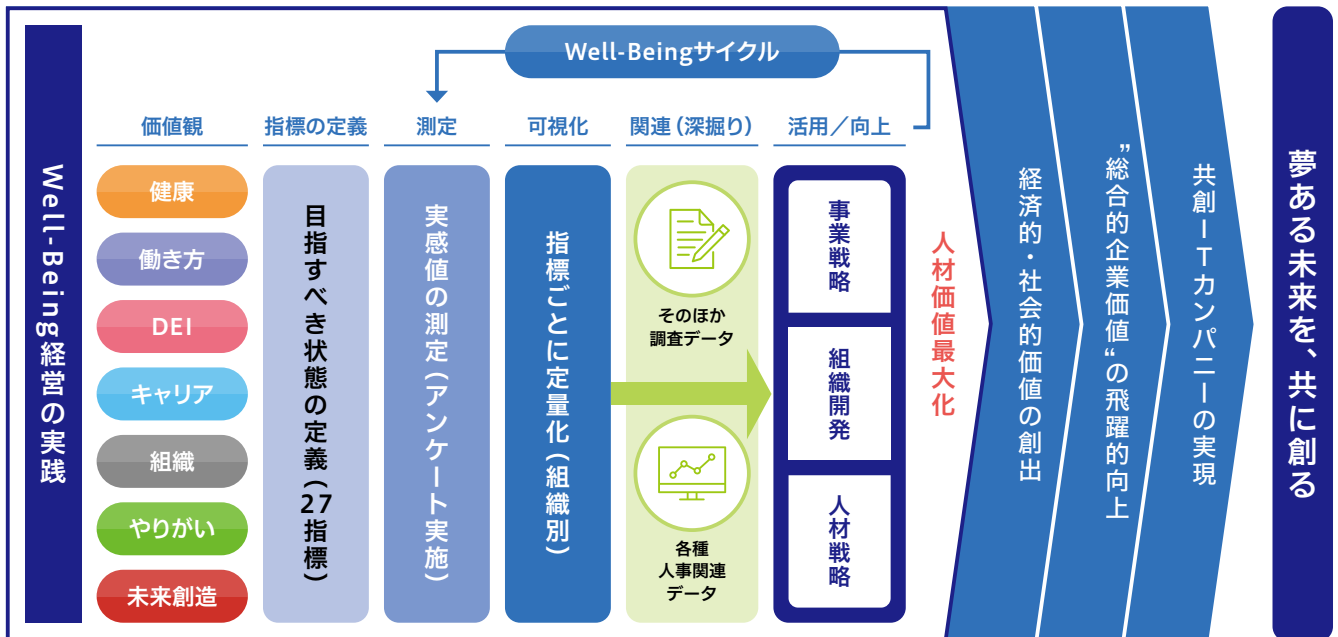 Well-Being経営の実践
Well-Beingサイクル
価値観
指標の定義
測定
可視化
関連（深掘り）
活用／向上
健康
働き方
DEI
キャリア
組織
やりがい
未来創造
目指すべき状態の定義（27指標）
実感値の測定（アンケート実施）
指標ごとに定量化（組織別）
そのほか
調査データ
各種
人事関連
データ
事業戦略
組織開発
人材戦略
人材価値最大化
経済的・社会的価値の創出
”総合的企業価値“の飛躍的向上
共創ITカンパニーの実現
夢ある未来を、共に創る